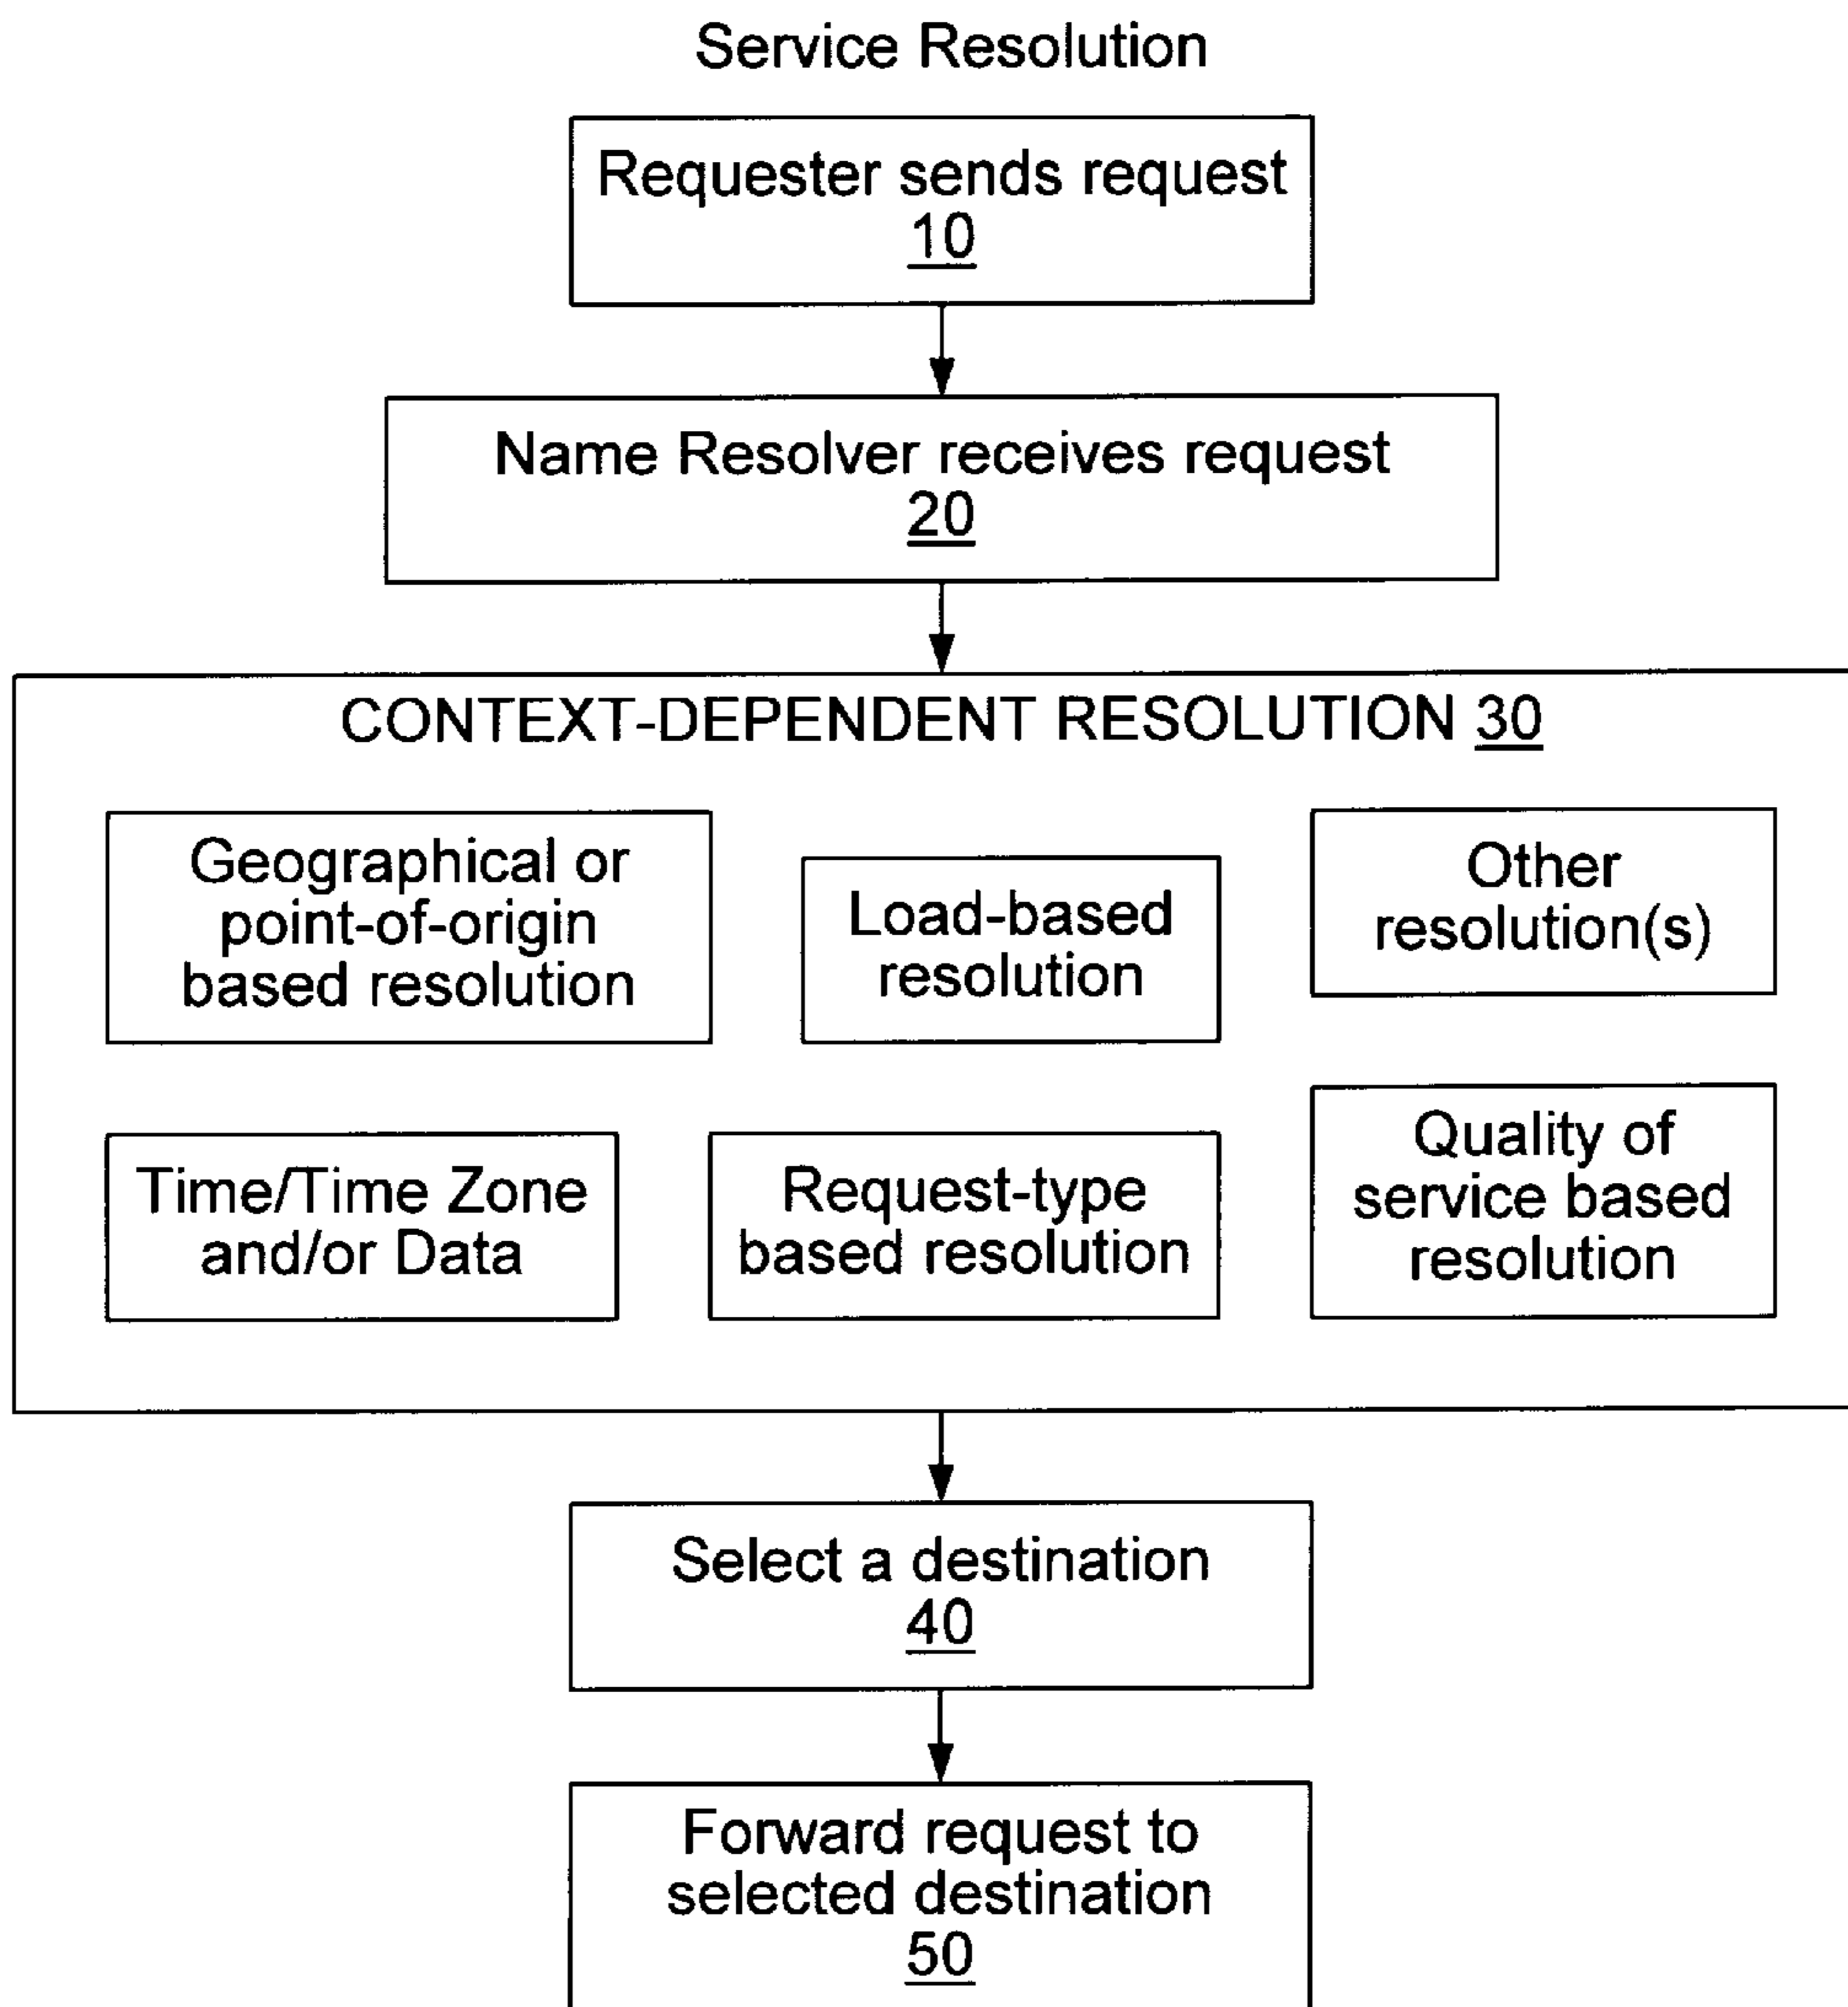 Service Resolution
Requester sends request
10
Name Resolver receives request
20
CONTEXT-DEPENDENT RESOLUTION 30
Geographical or
point-of-origin
based resolution
Load-based
resolution
Other
resolution(s)
Time/Time Zone
and/or Data
Request-type
based resolution
Quality of
service based
resolution
Select a destination
40
Forward request to
selected destination
50